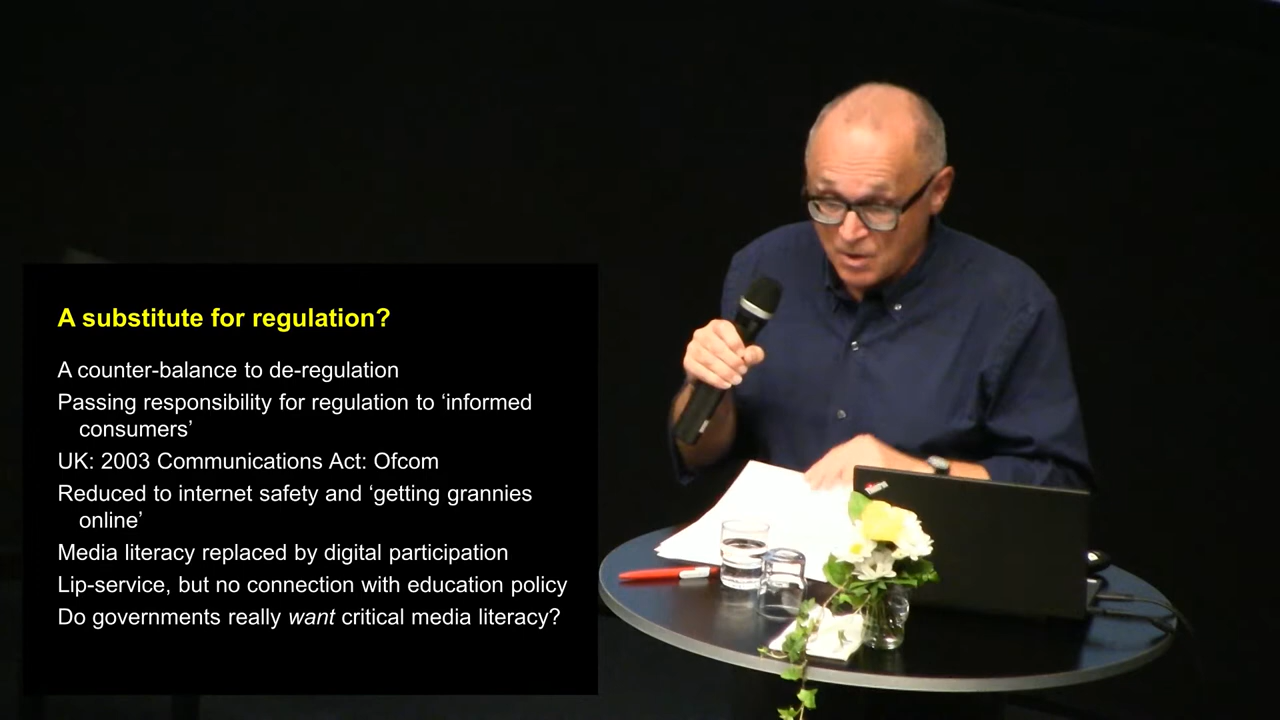 A substitute for regulation?
A counter-balance to de-regulation
Passing responsibility for regulation to ‘informed
consumers’
UK: 2003 Communications Act: Ofcom
Reduced to internet safety and ‘getting grannies
online’
Media literacy replaced by digital participation
Lip-service, but no connection with education policy
Do governments really want critical media literacy?